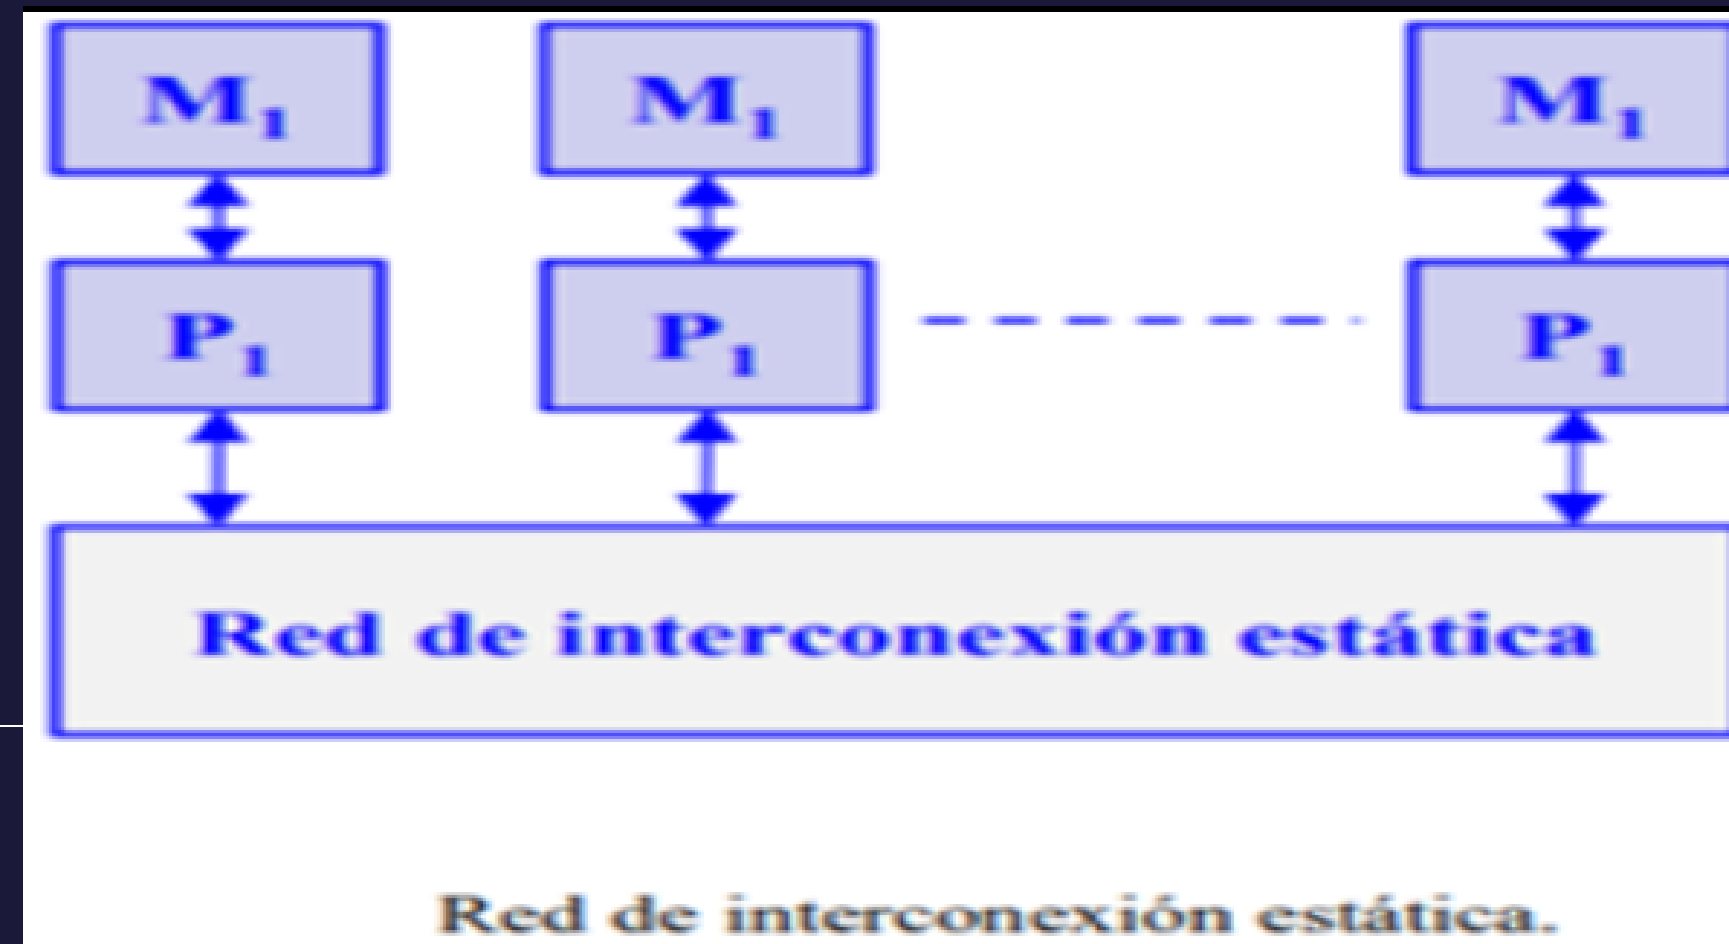 M₁ M₁ M₁
P₁ P₁ P₁
Red de interconexión estática
Red de interconexión estática.